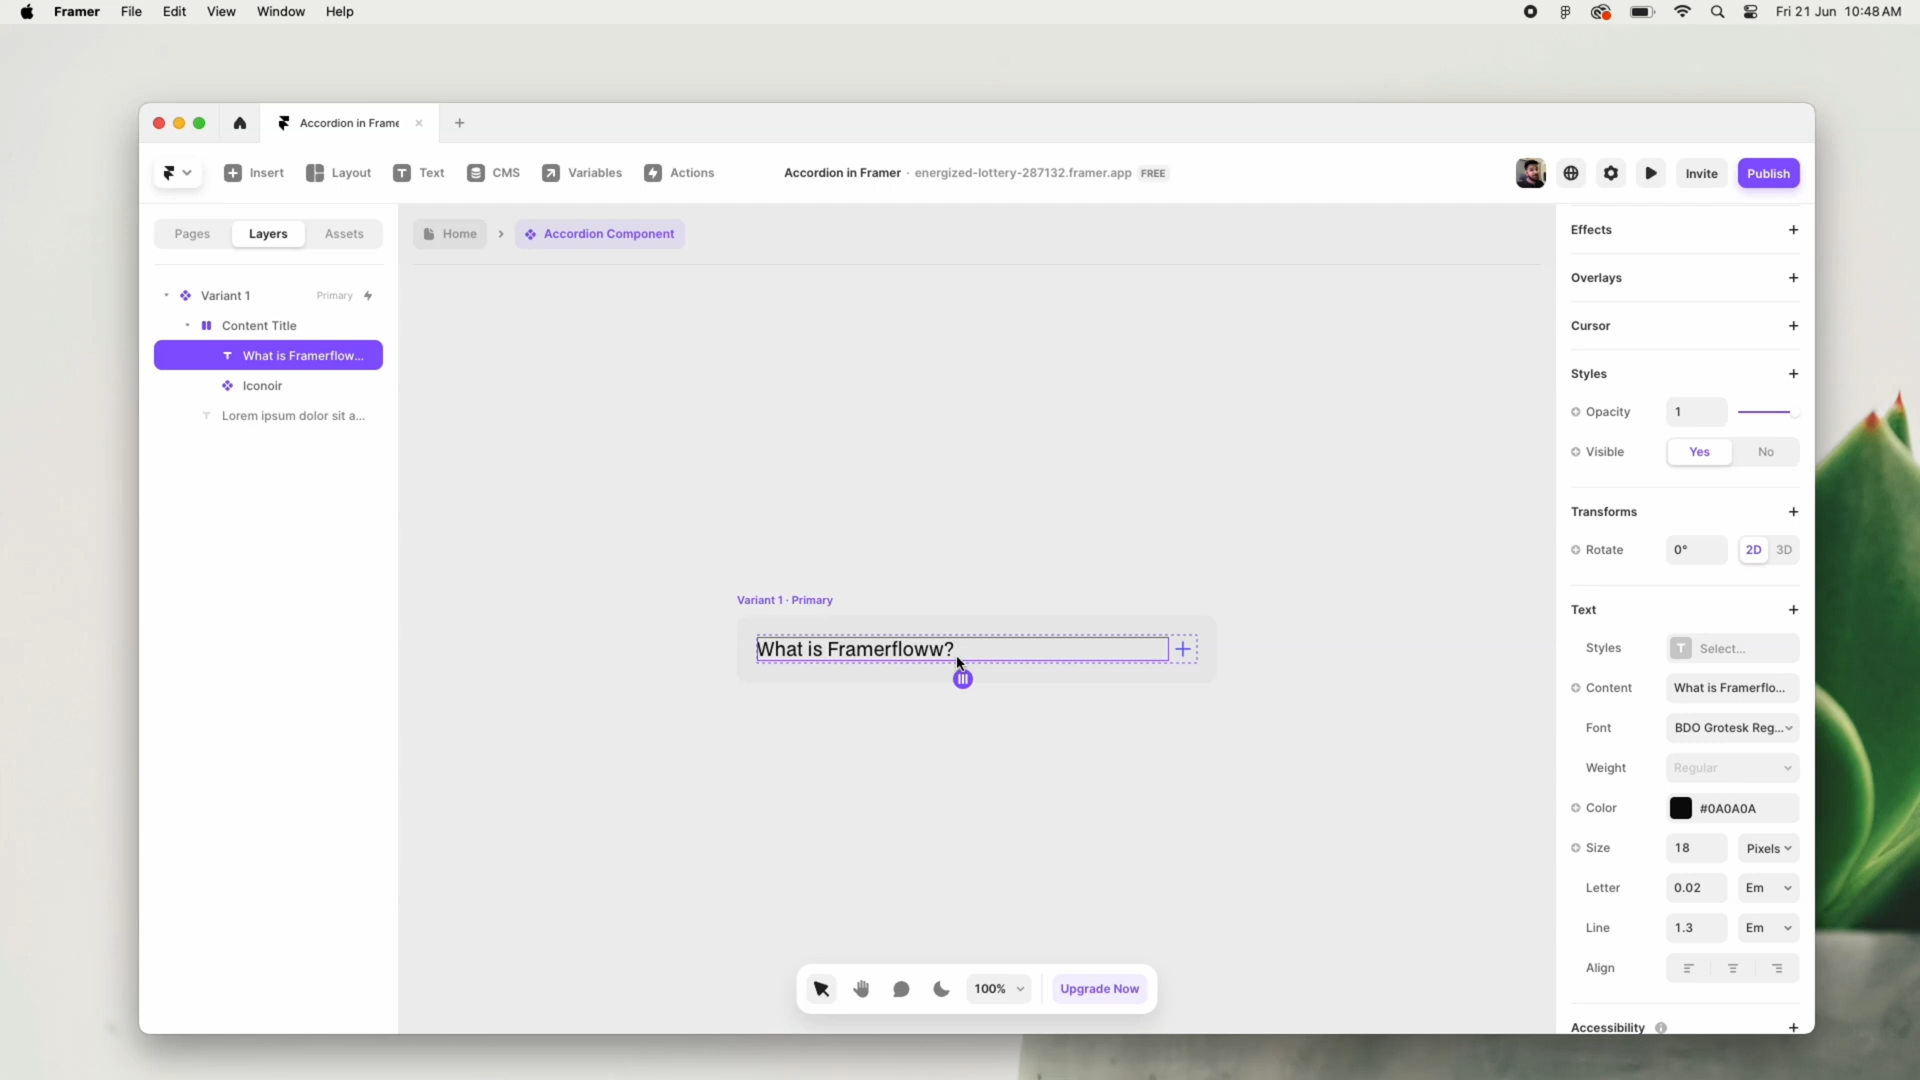 Framer File Edit View Window Help Fri 21 Jun 10:48 AM
Accordion in Frame
Insert Layout Text CMS Variables Actions Accordion in Framer · energized-lottery-287132.framer.app FREE Invite Publish
Pages Layers Assets
Home > Accordion Component
Variant 1 Primary
Content Title
What is Framerflow...
Iconoir
Lorem ipsum dolor sit a...
Variant 1 · Primary
What is Framerfloww?
100% Upgrade Now
Effects
Overlays
Cursor
Styles
Opacity 1
Visible Yes No
Transforms
Rotate 0° 2D 3D
Text
Styles T Select...
Content What is Framerflo...
Font BDO Grotesk Reg...
Weight Regular
Color #0A0A0A
Size 18 Pixels
Letter 0.02 Em
Line 1.3 Em
Align
Accessibility